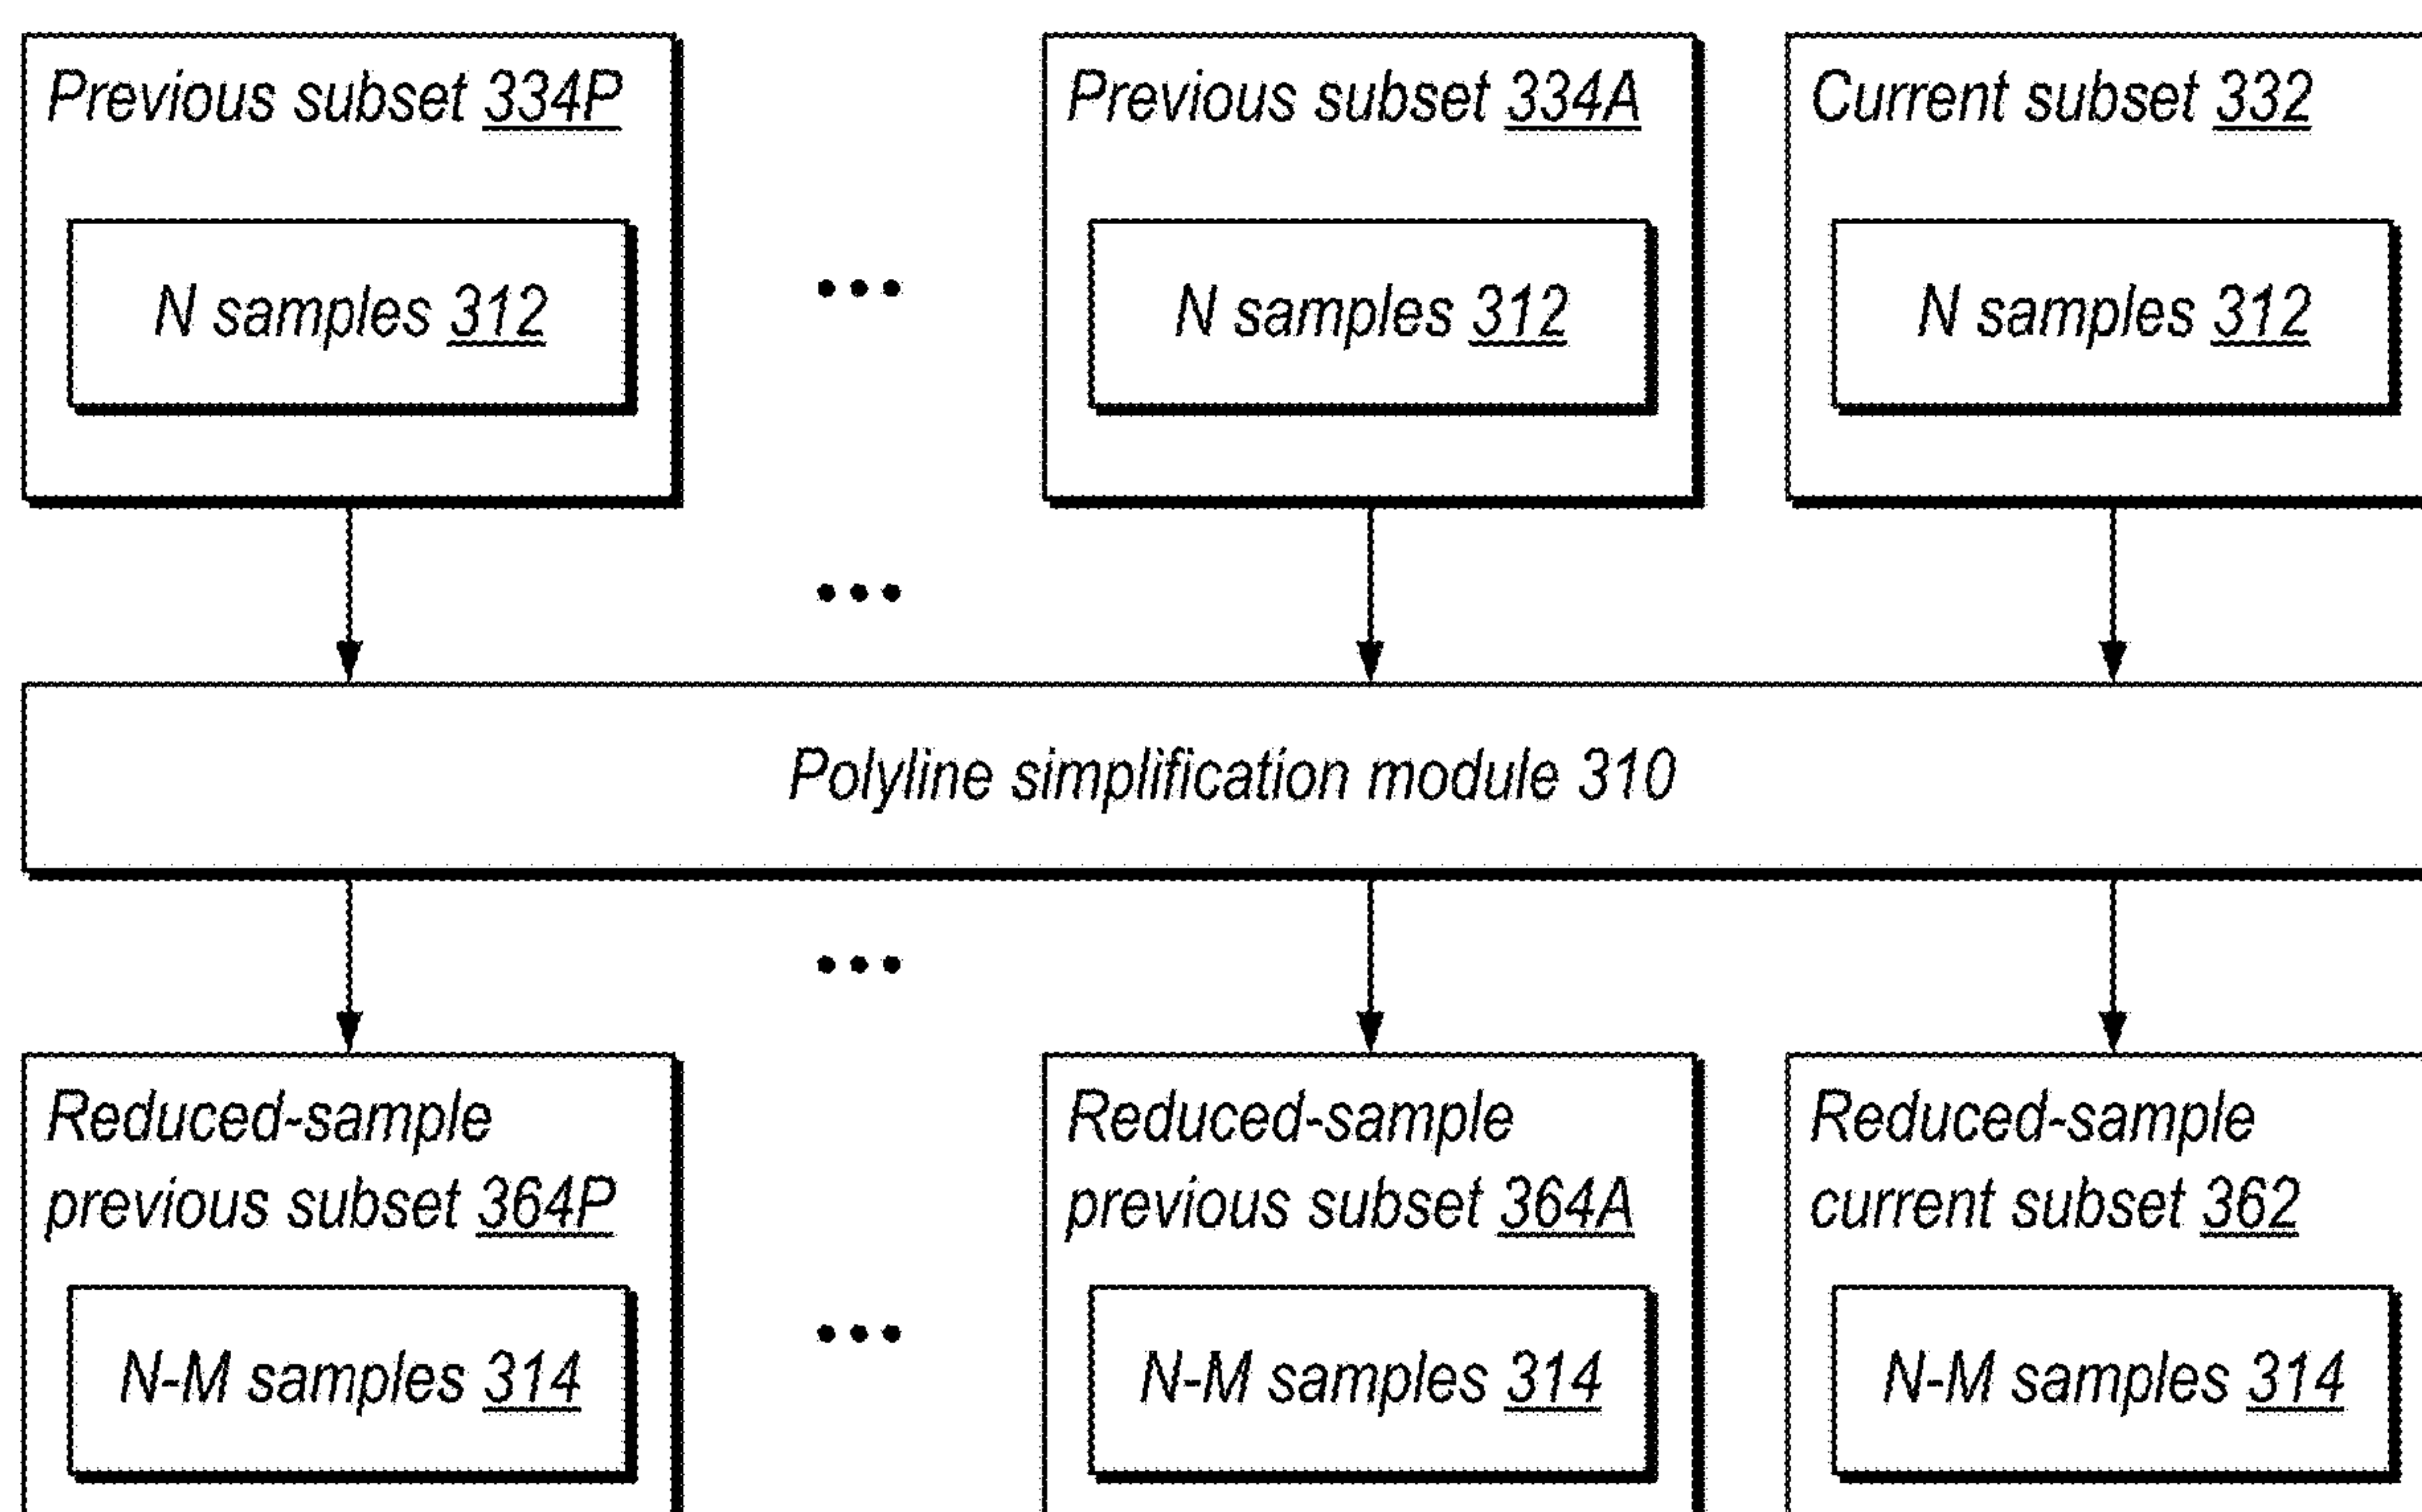 Previous subset 334P
Previous subset 334A
Current subset 332
N samples 312
N samples 312
N samples 312
Polyline simplification module 310
Reduced-sample
previous subset 364P
Reduced-sample
previous subset 364A
Reduced-sample
current subset 362
N-M samples 314
N-M samples 314
N-M samples 314